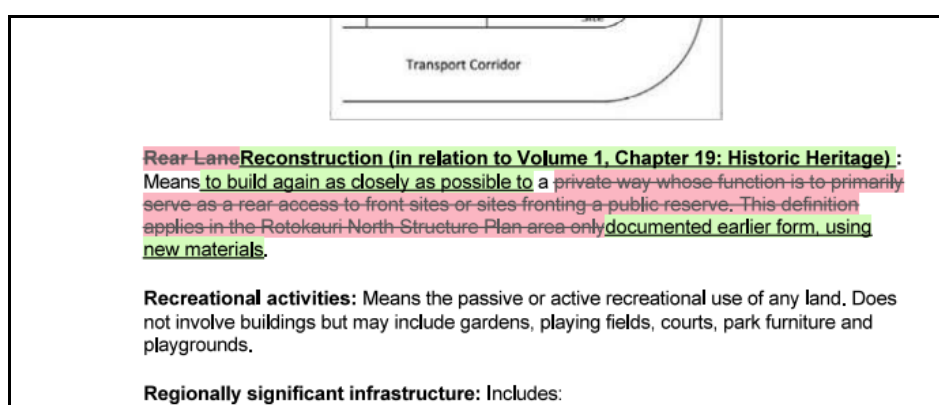 Site
Transport Corridor
Rear LaneReconstruction (in relation to Volume 1, Chapter 19: Historic Heritage) :
Means to build again as closely as possible to a private way whose function is to primarily
serve as a rear access to front sites or sites fronting a public reserve. This definition
applies in the Rotokauri North Structure Plan area onlydocumented earlier form, using
new materials.
Recreational activities: Means the passive or active recreational use of any land. Does
not involve buildings but may include gardens, playing fields, courts, park furniture and
playgrounds.
Regionally significant infrastructure: Includes: